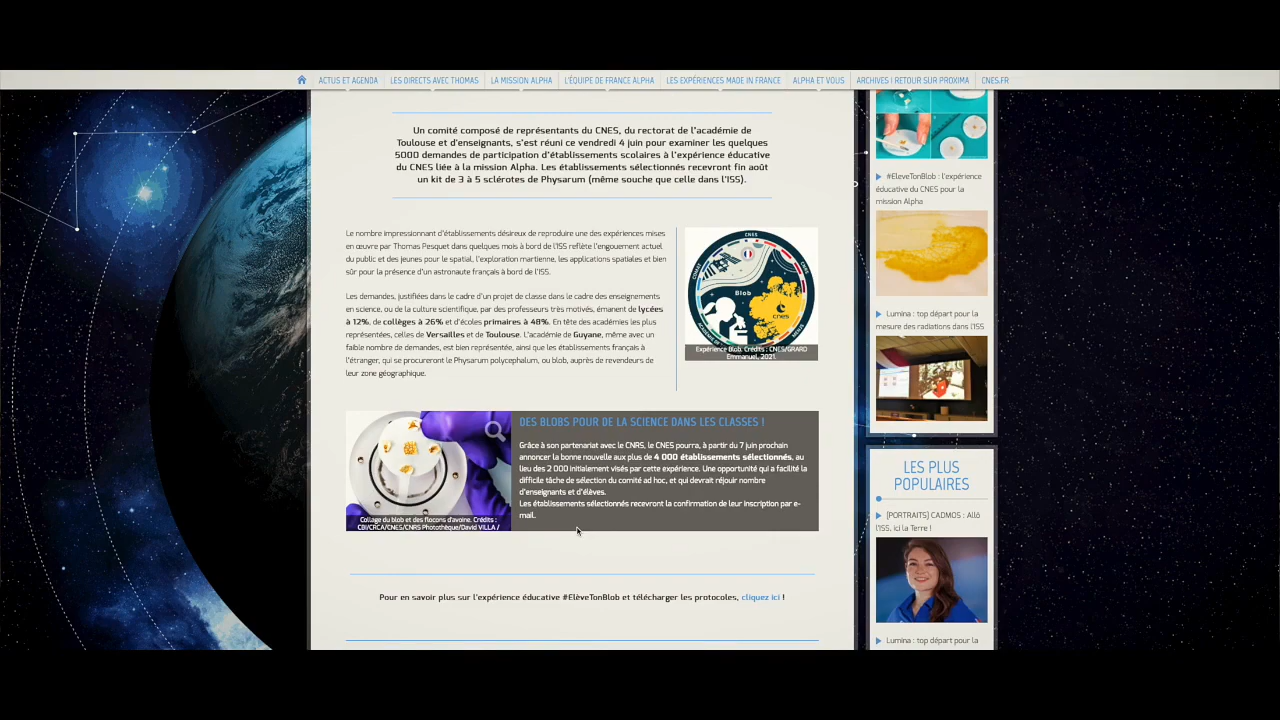 ACTUS ET AGENDA
LES DIRECTS AVEC THOMAS
LA MISSION ALPHA
L'ÉQUIPE DE FRANCE ALPHA
LES EXPÉRIENCES MADE IN FRANCE
ALPHA ET VOUS
ARCHIVES ! RETOUR SUR PROXIMA
CNES.FR
Un comité composé de représentants du CNES, du rectorat de l'académie de
Toulouse et d'enseignants, s'est réuni ce vendredi 4 juin pour examiner les quelques
5000 demandes de participation d'établissements scolaires à l'expérience éducative
du CNES liée à la mission Alpha. Les établissements sélectionnés recevront fin août
un kit de 3 à 5 sclérotes de Physarum (même souche que celle dans l'ISS).
Le nombre impressionnant d'établissements désireux de reproduire une des expériences mises
en œuvre par Thomas Pesquet dans quelques mois à bord de l'ISS reflète l'engouement actuel
du public et des jeunes pour le spatial, l'exploration martienne, les applications spatiales et bien
sûr pour la présence d'un astronaute français à bord de l'ISS.
Les demandes, justifiées dans le cadre d'un projet de classe dans le cadre des enseignements
en science, ou de la culture scientifique, par des professeurs très motivés, émanent de lycées
à 12%, de collèges à 26% et d'écoles primaires à 48%. En tête des académies les plus
représentées, celles de Versailles et de Toulouse. L'académie de Guyane, même avec un
faible nombre de demandes, est bien représentée, ainsi que les établissements français à
l'étranger, qui se procureront le Physarum polycephalum, ou blob, auprès de revendeurs de
leur zone géographique.
CNES
CNRS
Blob
cnes
Expérience Blob. Crédits : CNES/GRARD
Emmanuel, 2021.
Collage du blob et des flocons d'avoine. Crédits :
CBI/CRCA/CNES/CNRS Photothèque/David VILLA /
DES BLOBS POUR DE LA SCIENCE DANS LES CLASSES !
Grâce à son partenariat avec le CNRS, le CNES pourra, à partir du 7 juin prochain
annoncer la bonne nouvelle aux plus de 4 000 établissements sélectionnés, au
lieu des 2 000 initialement visés par cette expérience. Une opportunité qui a facilité la
difficile tâche de sélection du comité ad hoc, et qui devrait réjouir nombre
d'enseignants et d'élèves.
Les établissements sélectionnés recevront la confirmation de leur inscription par e-
mail.
Pour en savoir plus sur l'expérience éducative #ElèveTonBlob et télécharger les protocoles, cliquez ici !
#EleveTonBlob : l'expérience
éducative du CNES pour la
mission Alpha
Lumina : top départ pour la
mesure des radiations dans l'ISS
LES PLUS
POPULAIRES
[PORTRAITS] CADMOS : Allô
l'ISS, ici la Terre !
Lumina : top départ pour la